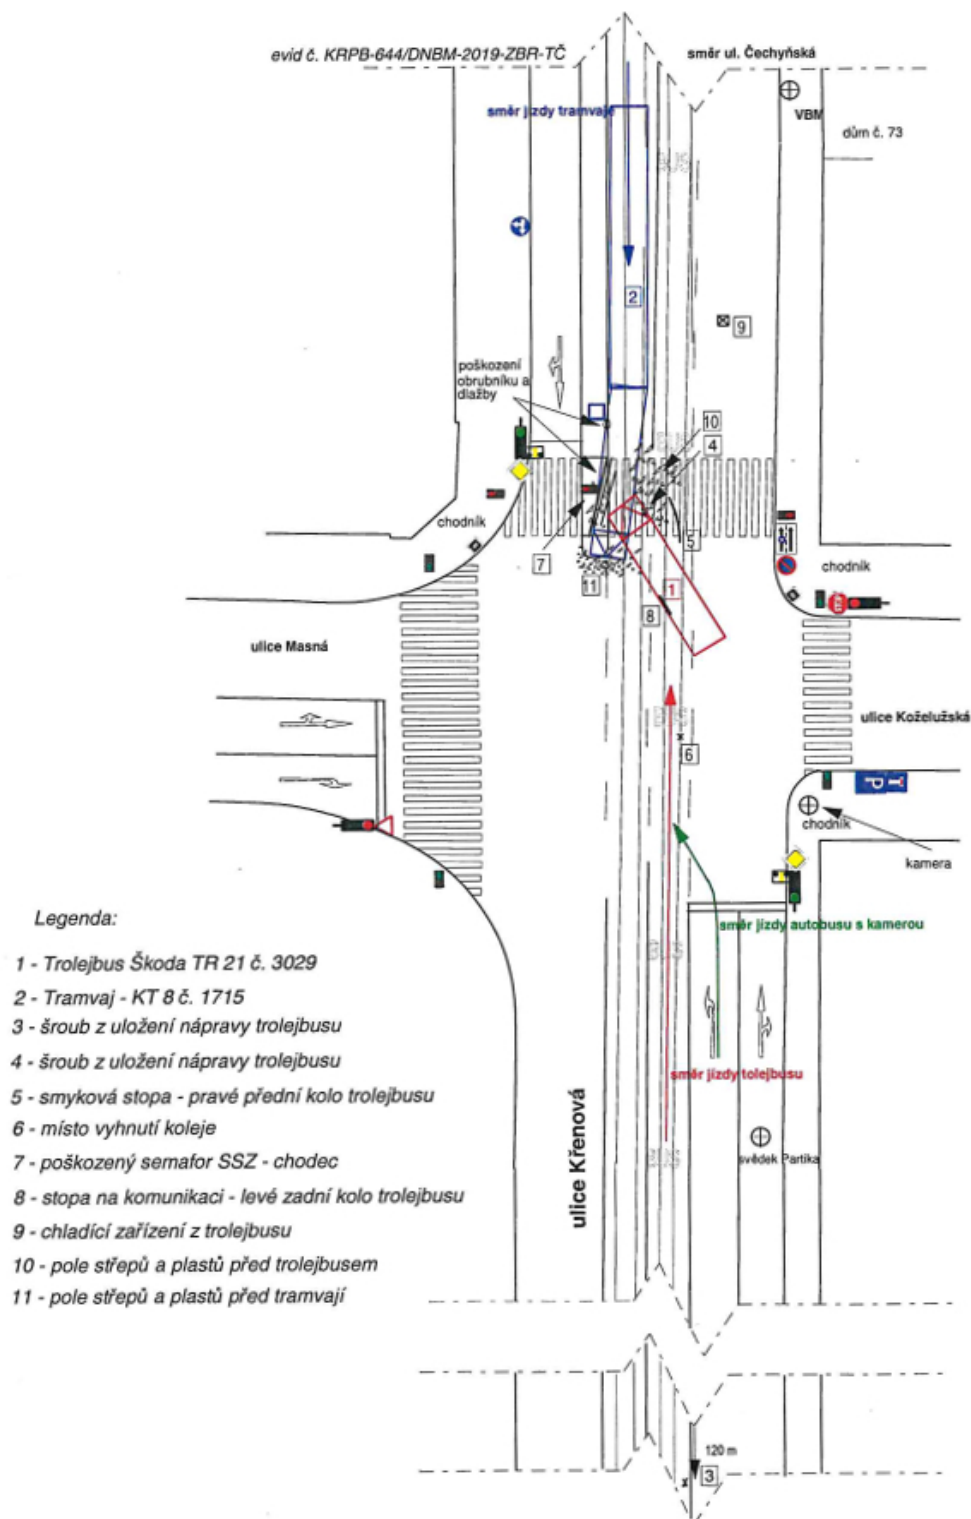 evid č. KRPB-644/DNBM-2019-ZBR-TČ
směr ul. Čechyňská
směr jízdy tramvaje
VBM
dům č. 73
2
9
poškození
obrubníku a
dlažby
10
4
chodník
5
7
11
1
8
chodník
ulice Masná
ulice Koželužská
6
T
P
chodník
kamera
Legenda:
směr jízdy autobusu s kamerou
1 - Trolejbus Škoda TR 21 č. 3029
2 - Tramvaj - KT 8 č. 1715
3 - šroub z uložení nápravy trolejbusu
4 - šroub z uložení nápravy trolejbusu
5 - smyková stopa - pravé přední kolo trolejbusu
6 - místo vyhnutí koleje
7 - poškozený semafor SSZ - chodec
8 - stopa na komunikaci - levé zadní kolo trolejbusu
9 - chladící zařízení z trolejbusu
10 - pole střepů a plastů před trolejbusem
11 - pole střepů a plastů před tramvají
směr jízdy tolejbusu
svědek Partika
ulice Křenová
120 m
3